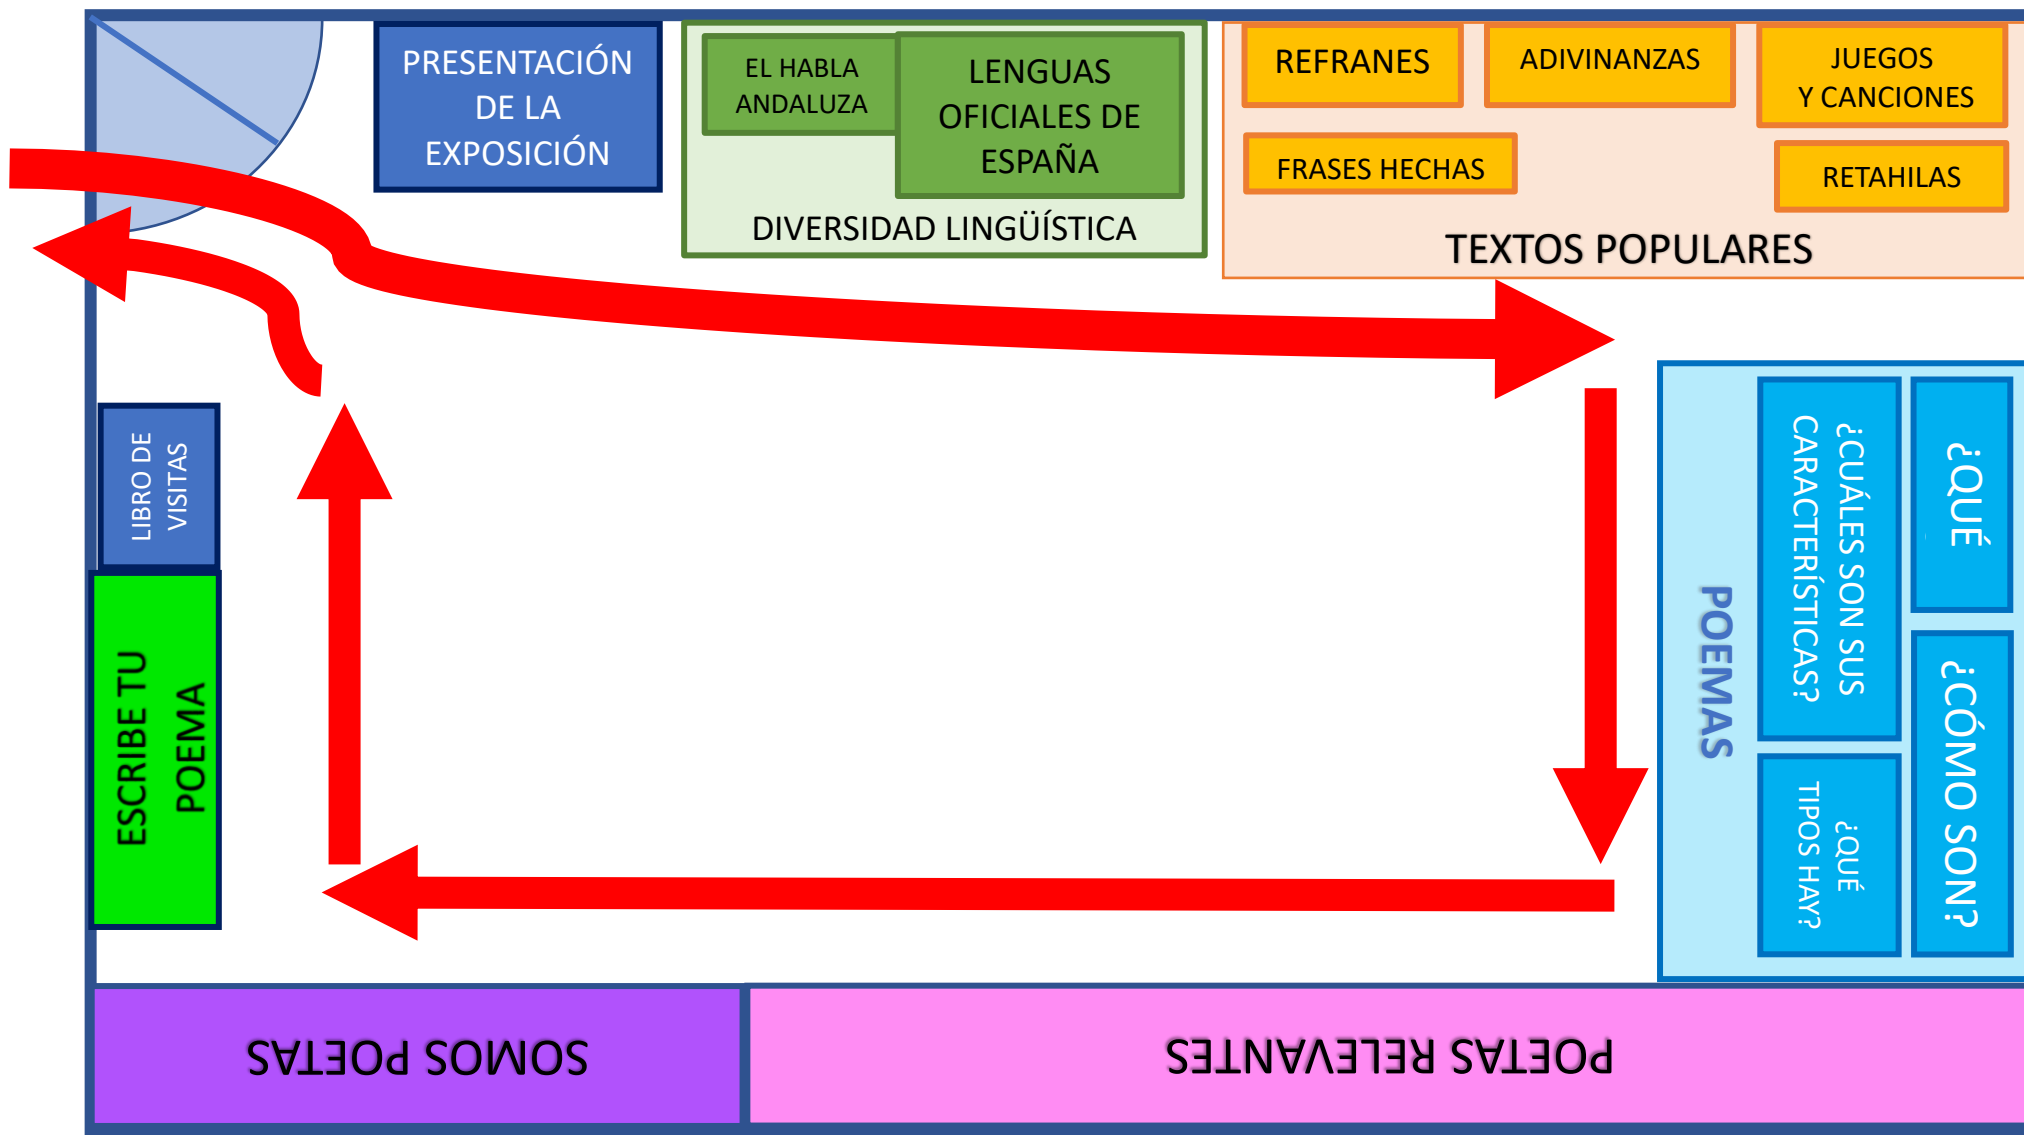 PRESENTACIÓN
DE LA
EXPOSICIÓN
EL HABLA
ANDALUZA
LENGUAS
OFICIALES DE
ESPAÑA
DIVERSIDAD LINGÜÍSTICA
REFRANES
ADIVINANZAS
JUEGOS
Y CANCIONES
FRASES HECHAS
RETAHILAS
TEXTOS POPULARES
¿QUÉ
¿CÓMO SON?
¿CUÁLES SON SUS
CARACTERÍSTICAS?
¿QUÉ
TIPOS HAY?
POEMAS
POETAS RELEVANTES
SOMOS POETAS
ESCRIBE TU
POEMA
LIBRO DE
VISITAS